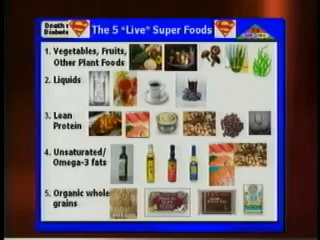 Death to
Diabetes
The 5 "Live" Super Foods
1. Vegetables, Fruits,
Other Plant Foods
2. Liquids
3. Lean
Protein
4. Unsaturated/
Omega-3 fats
5. Organic whole
grains